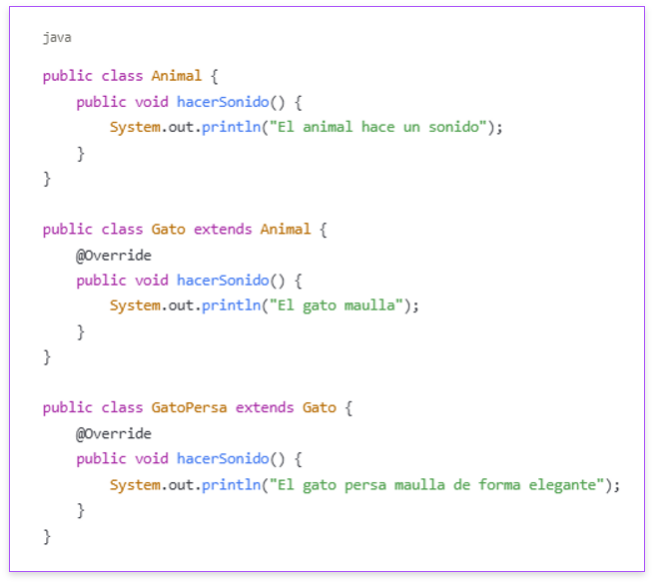 java
public class Animal {
    public void hacerSonido() {
        System.out.println("El animal hace un sonido");
    }
}
public class Gato extends Animal {
    @Override
    public void hacerSonido() {
        System.out.println("El gato maulla");
    }
}
public class GatoPersa extends Gato {
    @Override
    public void hacerSonido() {
        System.out.println("El gato persa maulla de forma elegante");
    }
}